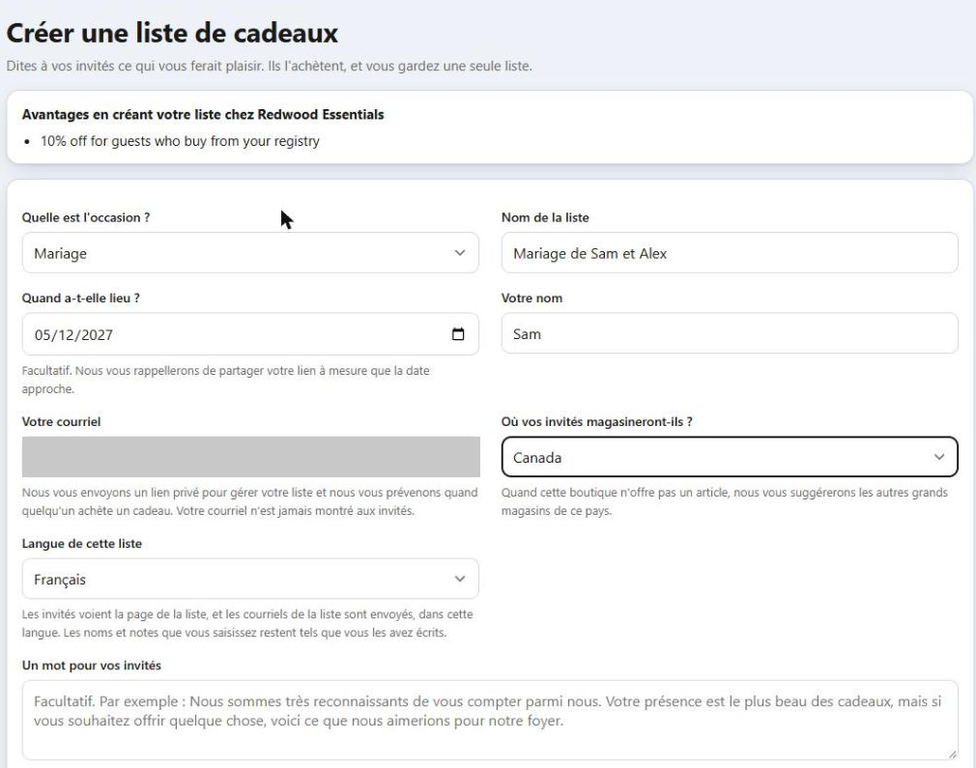 Créer une liste de cadeaux
Dites à vos invités ce qui vous ferait plaisir. Ils l'achètent, et vous gardez une seule liste.
Avantages en créant votre liste chez Redwood Essentials
• 10% off for guests who buy from your registry
Quelle est l'occasion ?
Mariage
Nom de la liste
Mariage de Sam et Alex
Quand a-t-elle lieu ?
05/12/2027
Facultatif. Nous vous rappellerons de partager votre lien à mesure que la date
approche.
Votre nom
Sam
Votre courriel
Nous vous envoyons un lien privé pour gérer votre liste et nous vous prévenons quand
quelqu'un achète un cadeau. Votre courriel n'est jamais montré aux invités.
Où vos invités magasineront-ils ?
Canada
Quand cette boutique n'offre pas un article, nous vous suggérerons les autres grands
magasins de ce pays.
Langue de cette liste
Français
Les invités voient la page de la liste, et les courriels de la liste sont envoyés, dans cette
langue. Les noms et notes que vous saisissez restent tels que vous les avez écrits.
Un mot pour vos invités
Facultatif. Par exemple : Nous sommes très reconnaissants de vous compter parmi nous. Votre présence est le plus beau des cadeaux, mais si
vous souhaitez offrir quelque chose, voici ce que nous aimerions pour notre foyer.